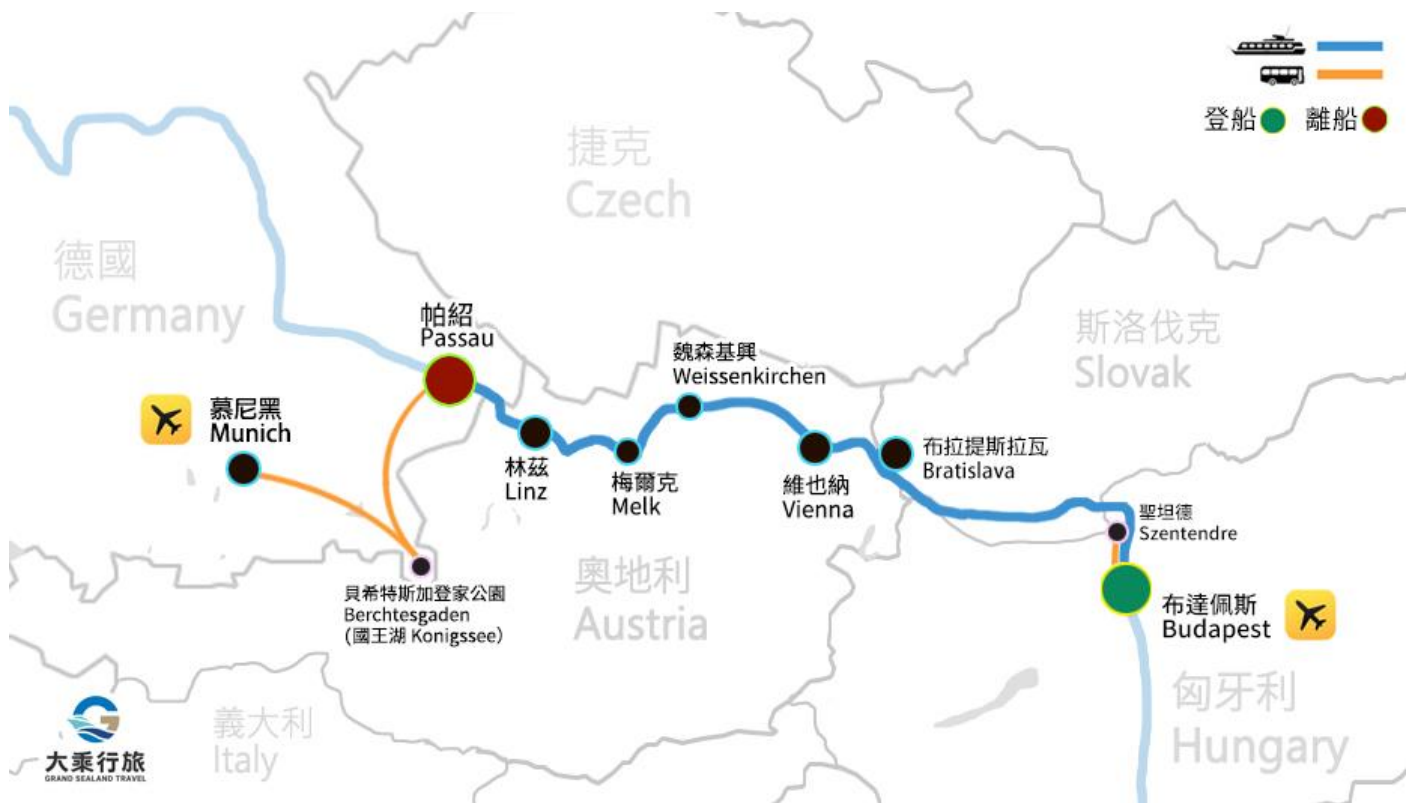 登船
離船
捷克
Czech
德國
Germany
斯洛伐克
Slovak
帕紹
Passau
魏森基興
Weissenkirchen
慕尼黑
Munich
林茲
Linz
梅爾克
Melk
維也納
Vienna
布拉提斯拉瓦
Bratislava
聖坦德
Szentendre
貝希特斯加登家公園
Berchtesgaden
(國王湖 Konigssee）
奧地利
Austria
布達佩斯
Budapest
匈牙利
Hungary
義大利
Italy
大乘行旅
GRAND SEALAND TRAVEL